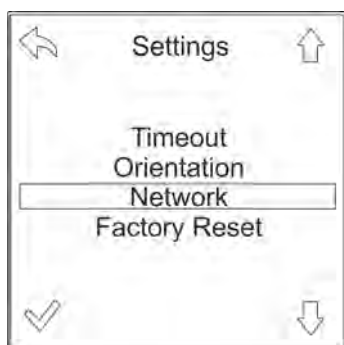 Settings
Timeout
Orientation
Network
Factory Reset